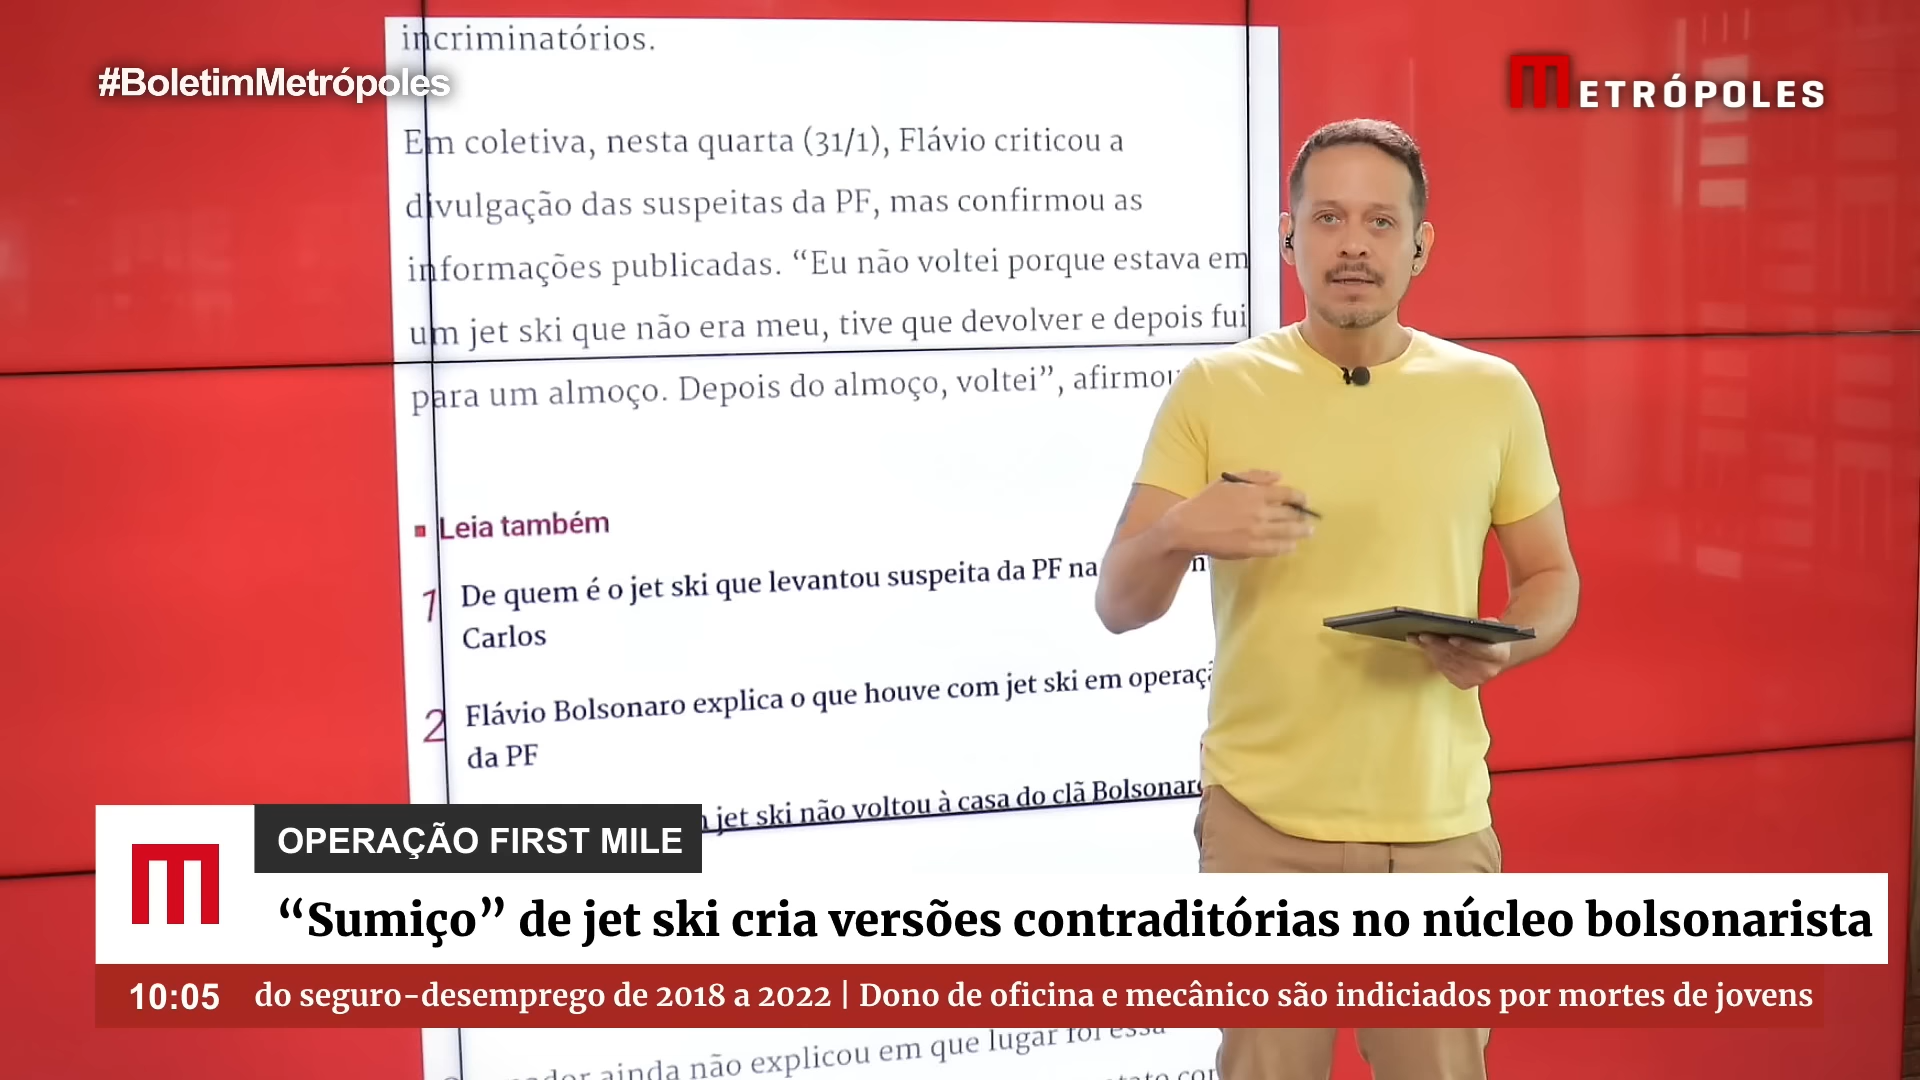 incriminatórios.
#BoletimMetrópoles
METRÓPOLES
Em coletiva, nesta quarta (31/1), Flávio criticou a
divulgação das suspeitas da PF, mas confirmou as
informações publicadas. “Eu não voltei porque estava em
um jet ski que não era meu, tive que devolver e depois fui
para um almoço. Depois do almoço, voltei”, afirmou
Leia também
1 De quem é o jet ski que levantou suspeita da PF na
Carlos
2 Flávio Bolsonaro explica o que houve com jet ski em
da PF
jet ski não voltou à casa do clã
OPERAÇÃO FIRST MILE
“Sumiço” de jet ski cria versões contraditórias no núcleo bolsonarista
10:05 do seguro-desemprego de 2018 a 2022 | Dono de oficina e mecânico são indiciados por mortes de jovens
ainda não explicou em que lugar foi